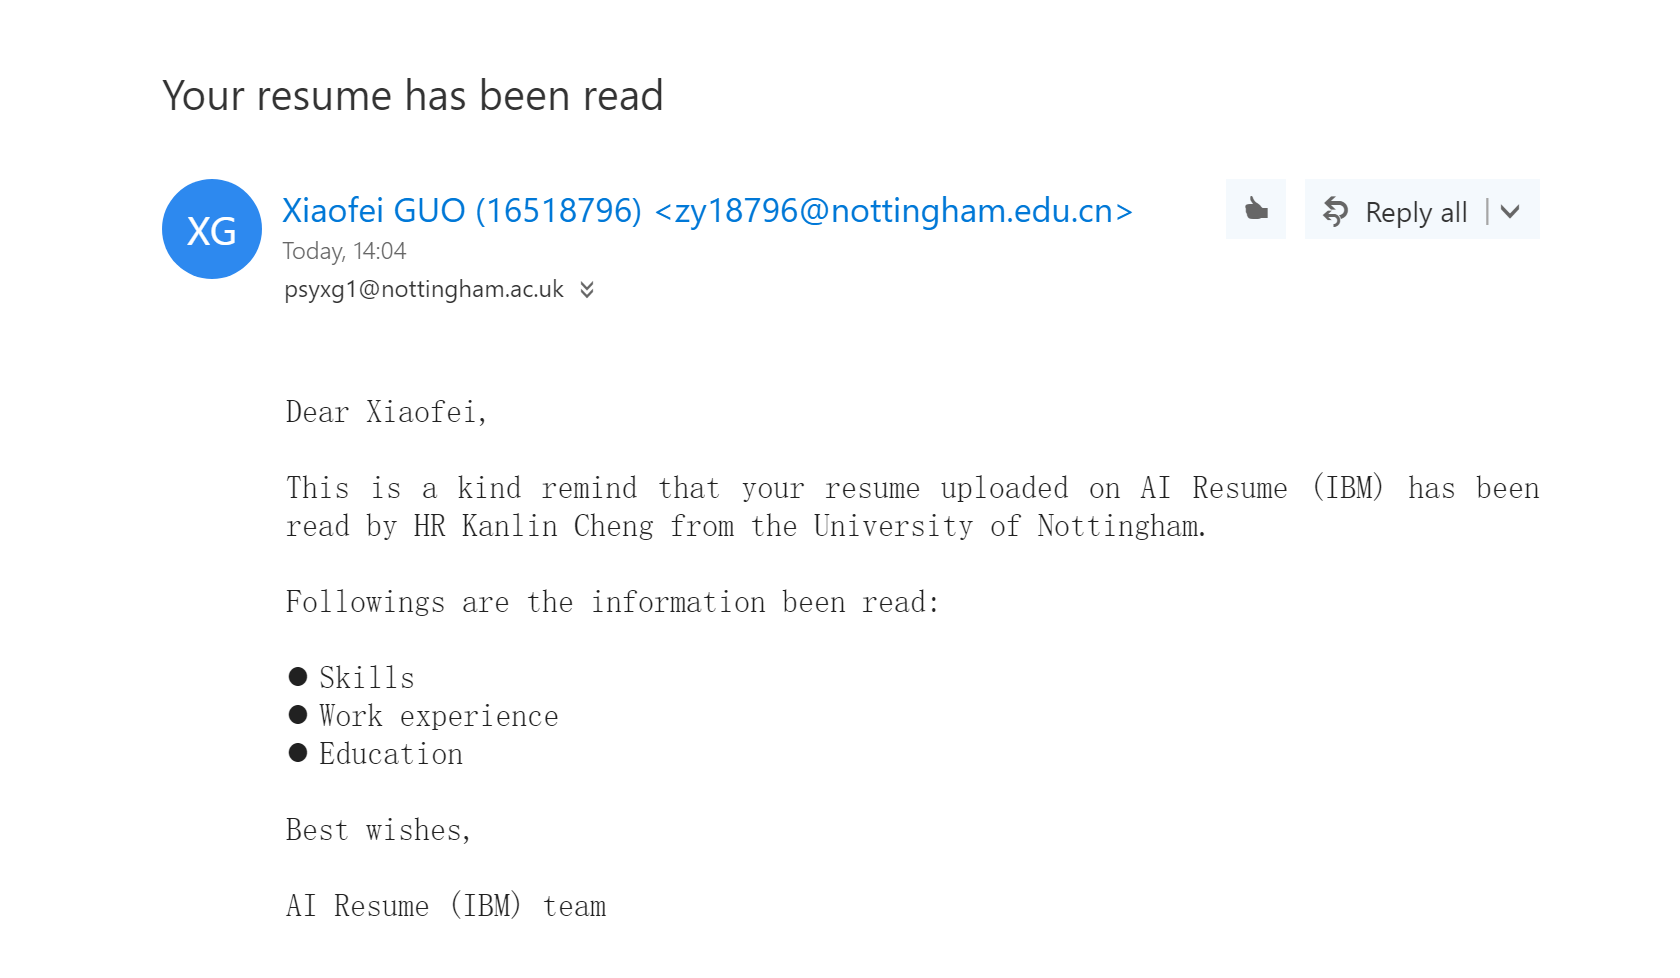 Your resume has been read
XG
Xiaofei GUO (16518796) <zy18796@nottingham.edu.cn>
Reply all
Today, 14:04
psyxg1@nottingham.ac.uk
Dear Xiaofei,
This is a kind remind that your resume uploaded on AI Resume (IBM) has been
read by HR Kanlin Cheng from the University of Nottingham.
Followings are the information been read:
● Skills
● Work experience
● Education
Best wishes,
AI Resume (IBM) team